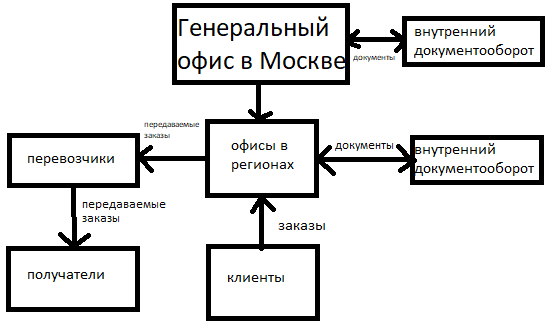 Генеральный
офис в Москве
внутренний
документооборот
документы
передаваемые
заказы
офисы в
регионах
документы
внутренний
документооборот
перевозчики
передаваемые
заказы
заказы
получатели
клиенты